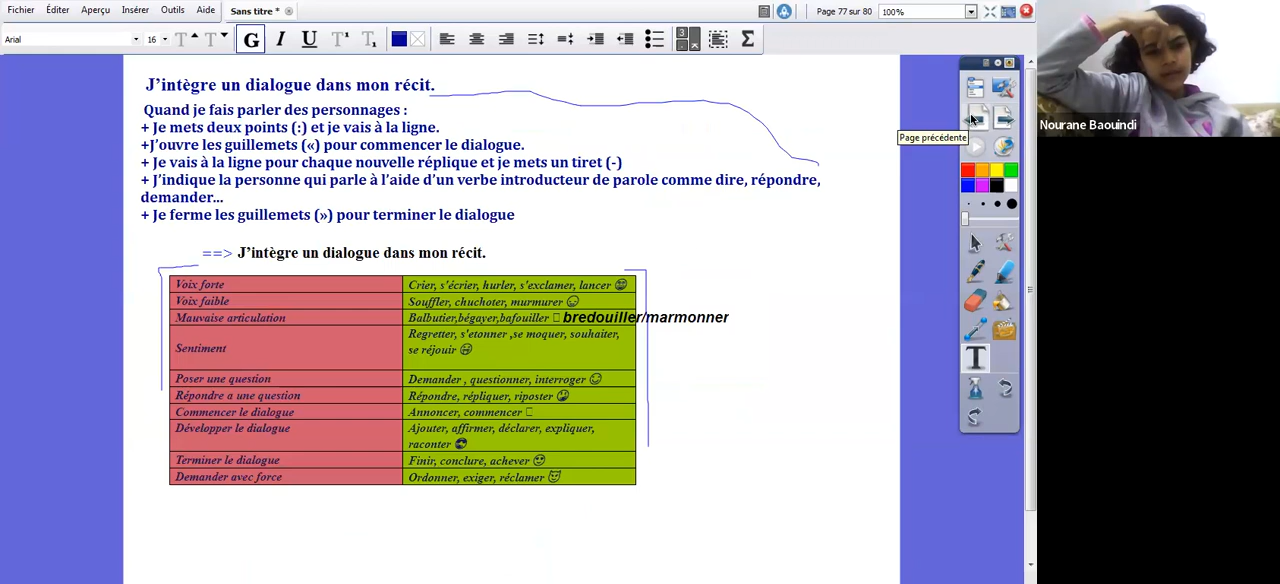 Fichier Éditer Aperçu Insérer Outils Aide Sans titre * Page 77 sur 80 100%
Arial 16 T T G I U T¹ T₁ 3 Σ
J'intègre un dialogue dans mon récit.
Quand je fais parler des personnages :
+ Je mets deux points (:) et je vais à la ligne.
+J'ouvre les guillemets («) pour commencer le dialogue.
+ Je vais à la ligne pour chaque nouvelle réplique et je mets un tiret (-)
+ J'indique la personne qui parle à l'aide d'un verbe introducteur de parole comme dire, répondre,
demander...
+ Je ferme les guillemets (») pour terminer le dialogue
==> J'intègre un dialogue dans mon récit.
Voix forte Crier, s'écrier, hurler, s'exclamer, lancer
Voix faible Souffler, chuchoter, murmurer
Mauvaise articulation Balbutier,bégayer,bafouiller bredouiller/marmonner
Sentiment Regretter, s'etonner ,se moquer, souhaiter,
se réjouir
Poser une question Demander , questionner, interroger
Répondre a une question Répondre, répliquer, riposter
Commencer le dialogue Annoncer, commencer
Développer le dialogue Ajouter, affirmer, déclarer, expliquer,
raconter
Terminer le dialogue Finir, conclure, achever
Demander avec force Ordonner, exiger, réclamer
Page précédente
T
Nourane Baouindi